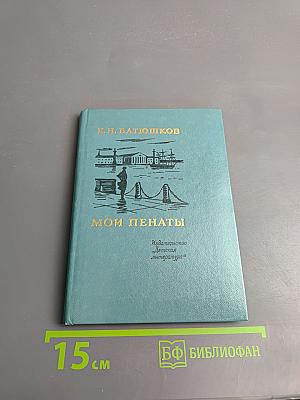 К. Н. БАТЮШКОВ
МОИ ПЕНАТЫ
Издательство
„Детская
литература“
15 см
БФ БИБЛИОФАН